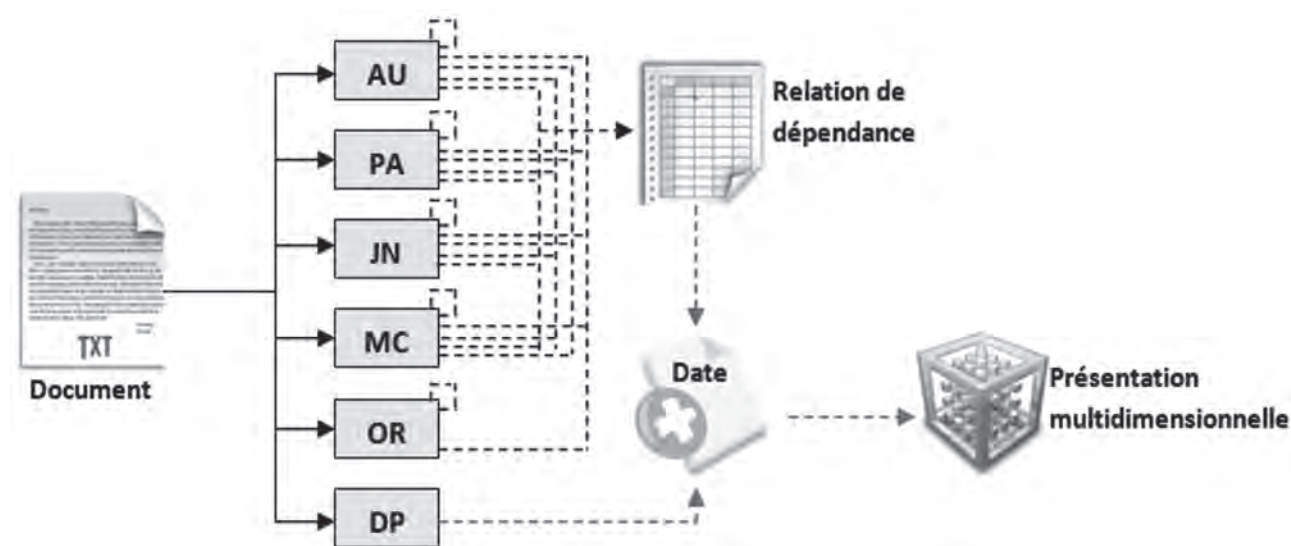 AU
PA
JN
MC
OR
DP
TXT
Document
Relation de
dépendance
Date
Présentation
multidimensionnelle